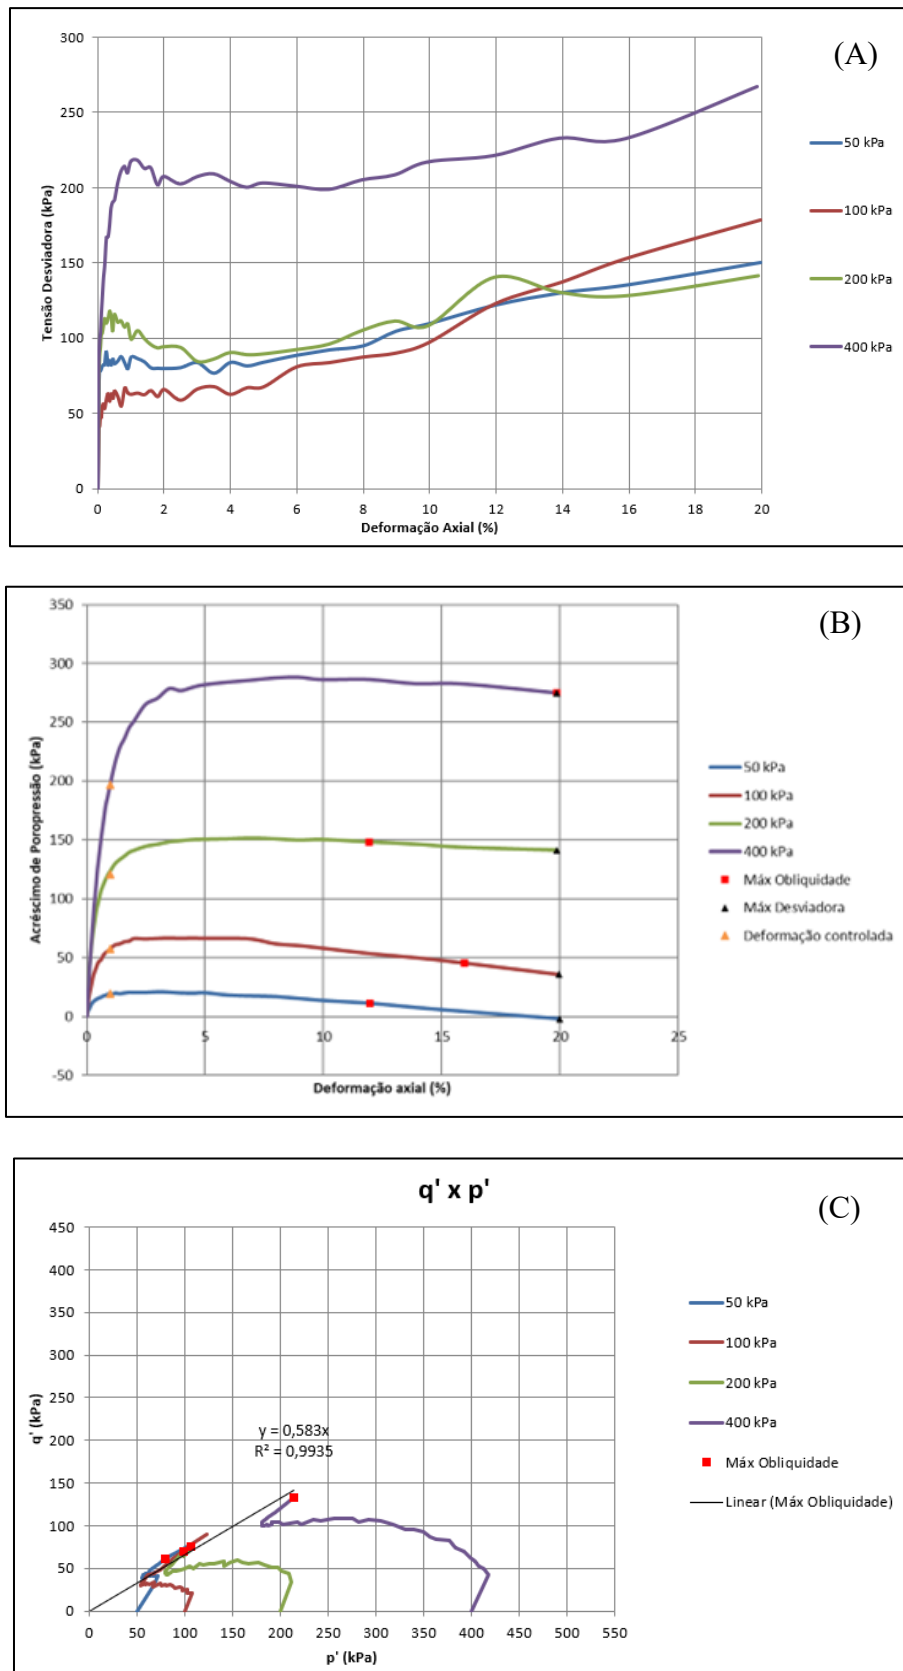 (A)
300
250
200
150
100
50
0
Tensão Desviadora (kPa)
0 2 4 6 8 10 12 14 16 18 20
Deformação Axial (%)
50 kPa
100 kPa
200 kPa
400 kPa
(B)
350
300
250
200
150
100
50
0
-50
Acréscimo de Poropressão (kPa)
0 5 10 15 20 25
Deformação axial (%)
50 kPa
100 kPa
200 kPa
400 kPa
Máx Obliquidade
Máx Desviadora
Deformação controlada
q' x p'
(C)
450
400
350
300
250
200
150
100
50
0
q' (kPa)
y = 0,583x
R² = 0,9935
0 50 100 150 200 250 300 350 400 450 500 550
p' (kPa)
50 kPa
100 kPa
200 kPa
400 kPa
Máx Obliquidade
Linear (Máx Obliquidade)